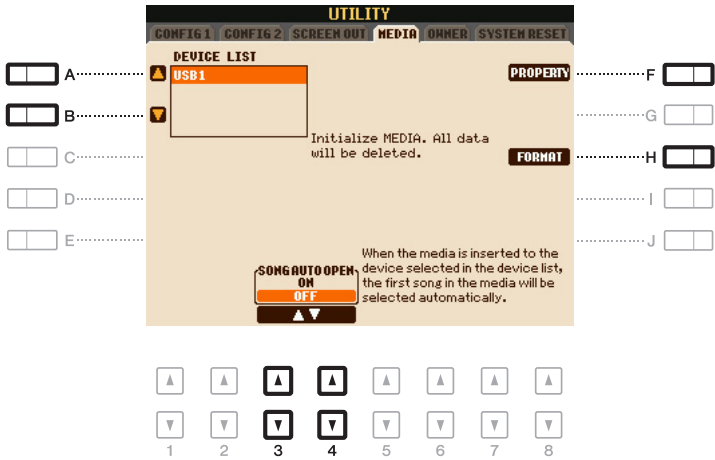 UTILITY
CONFIG 1 CONFIG 2 SCREEN OUT MEDIA OWNER SYSTEM RESET
DEVICE LIST
USB1
PROPERTY
A
F
B
G
Initialize MEDIA. All data
will be deleted.
FORMAT
C
H
D
I
E
J
SONG AUTO OPEN
ON
OFF
When the media is inserted to the
device selected in the device list,
the first song in the media will be
selected automatically.
1 2 3 4 5 6 7 8